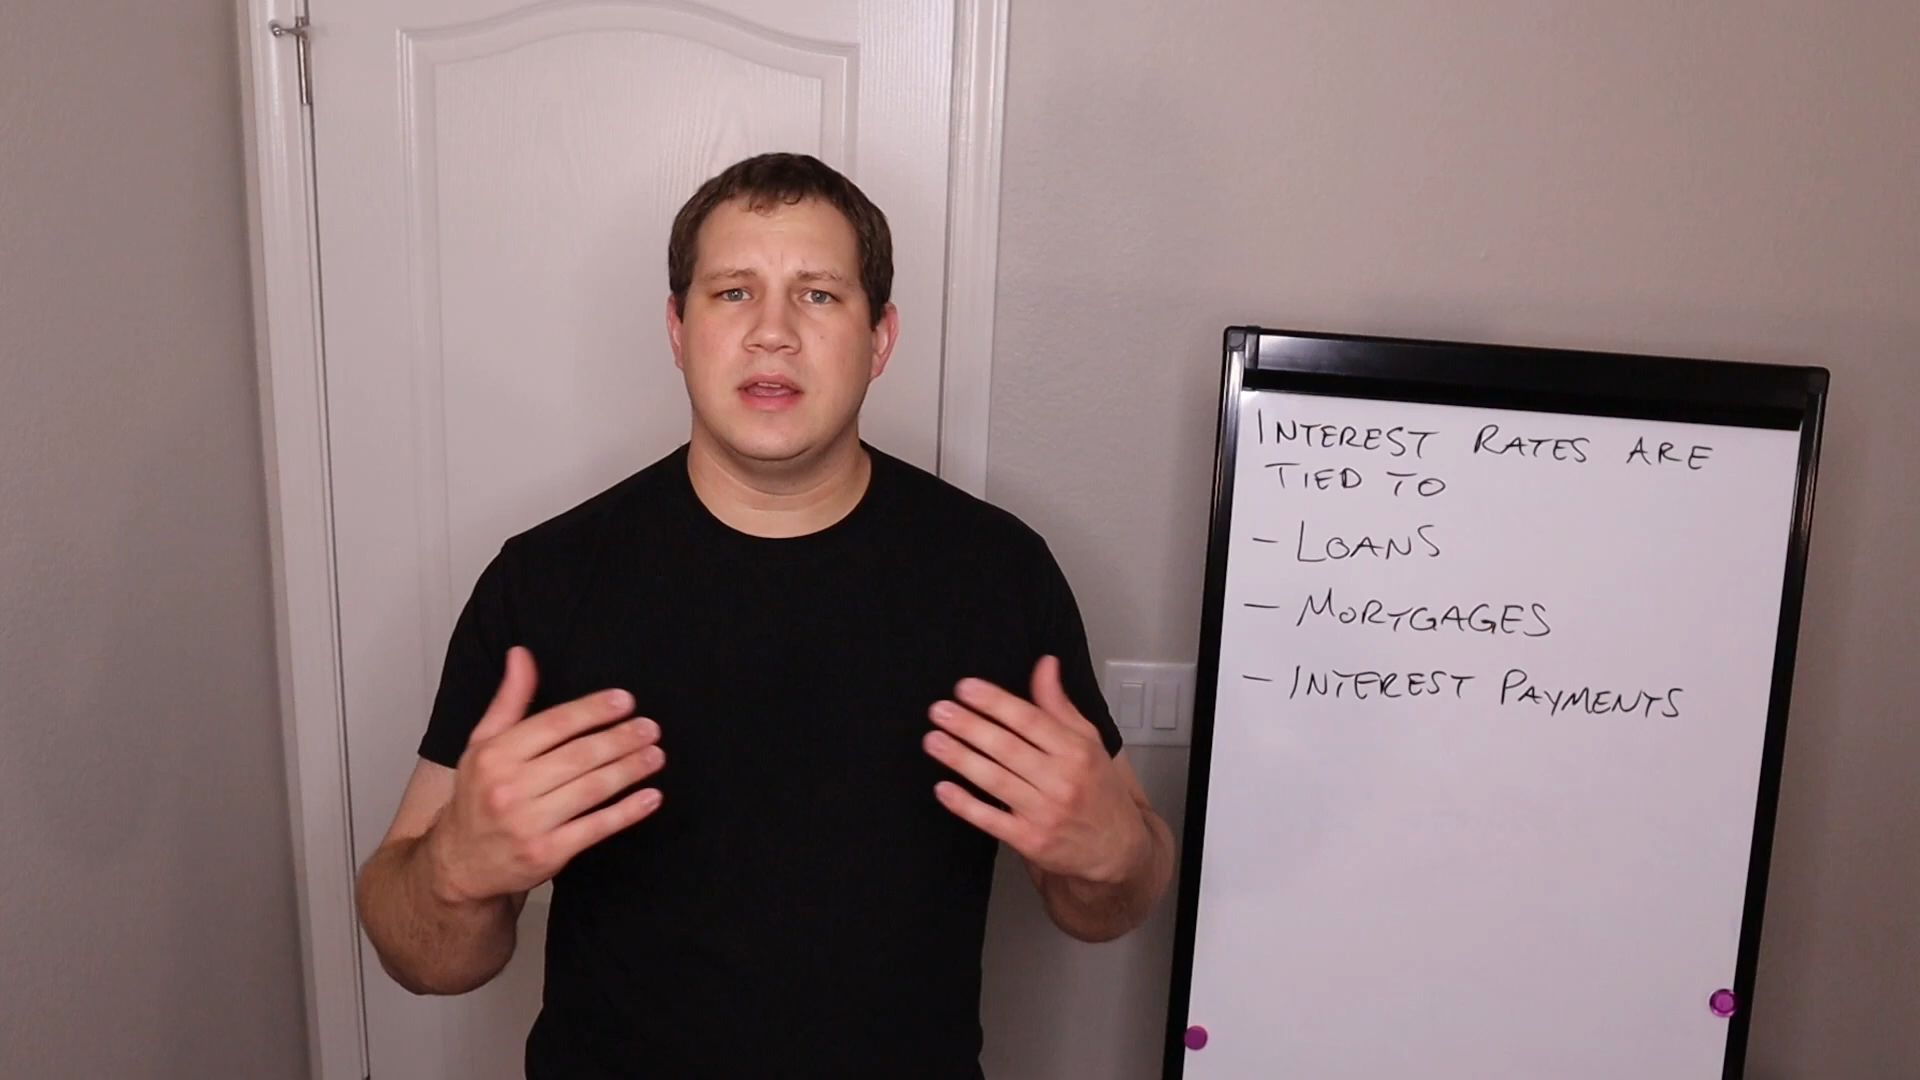 INTEREST RATES ARE
TIED TO
- LOANS
- MORTGAGES
- INTEREST PAYMENTS